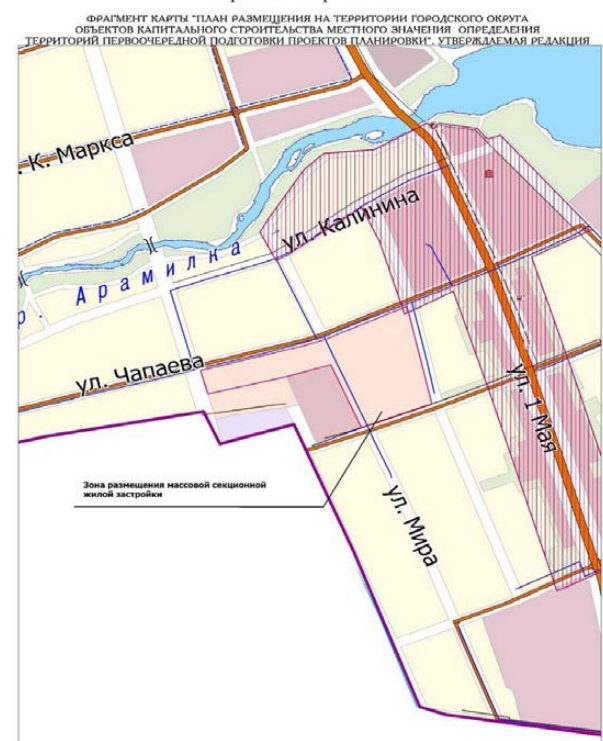 ФРАГМЕНТ КАРТЫ "ПЛАН РАЗМЕЩЕНИЯ НА ТЕРРИТОРИИ ГОРОДСКОГО ОКРУГА
ОБЪЕКТОВ КАПИТАЛЬНОГО СТРОИТЕЛЬСТВА МЕСТНОГО ЗНАЧЕНИЯ ОПРЕДЕЛЕНИЯ
ТЕРРИТОРИЙ ПЕРВООЧЕРЕДНОЙ ПОДГОТОВКИ ПРОЕКТОВ ПЛАНИРОВКИ". УТВЕРЖДАЕМАЯ РЕДАКЦИЯ
. К. Маркса
ул. Калинина
р. Арамилка
ул. Чапаева
ул. 1 Мая
Зона размещения массовой секционной
жилой застройки
ул. Мира